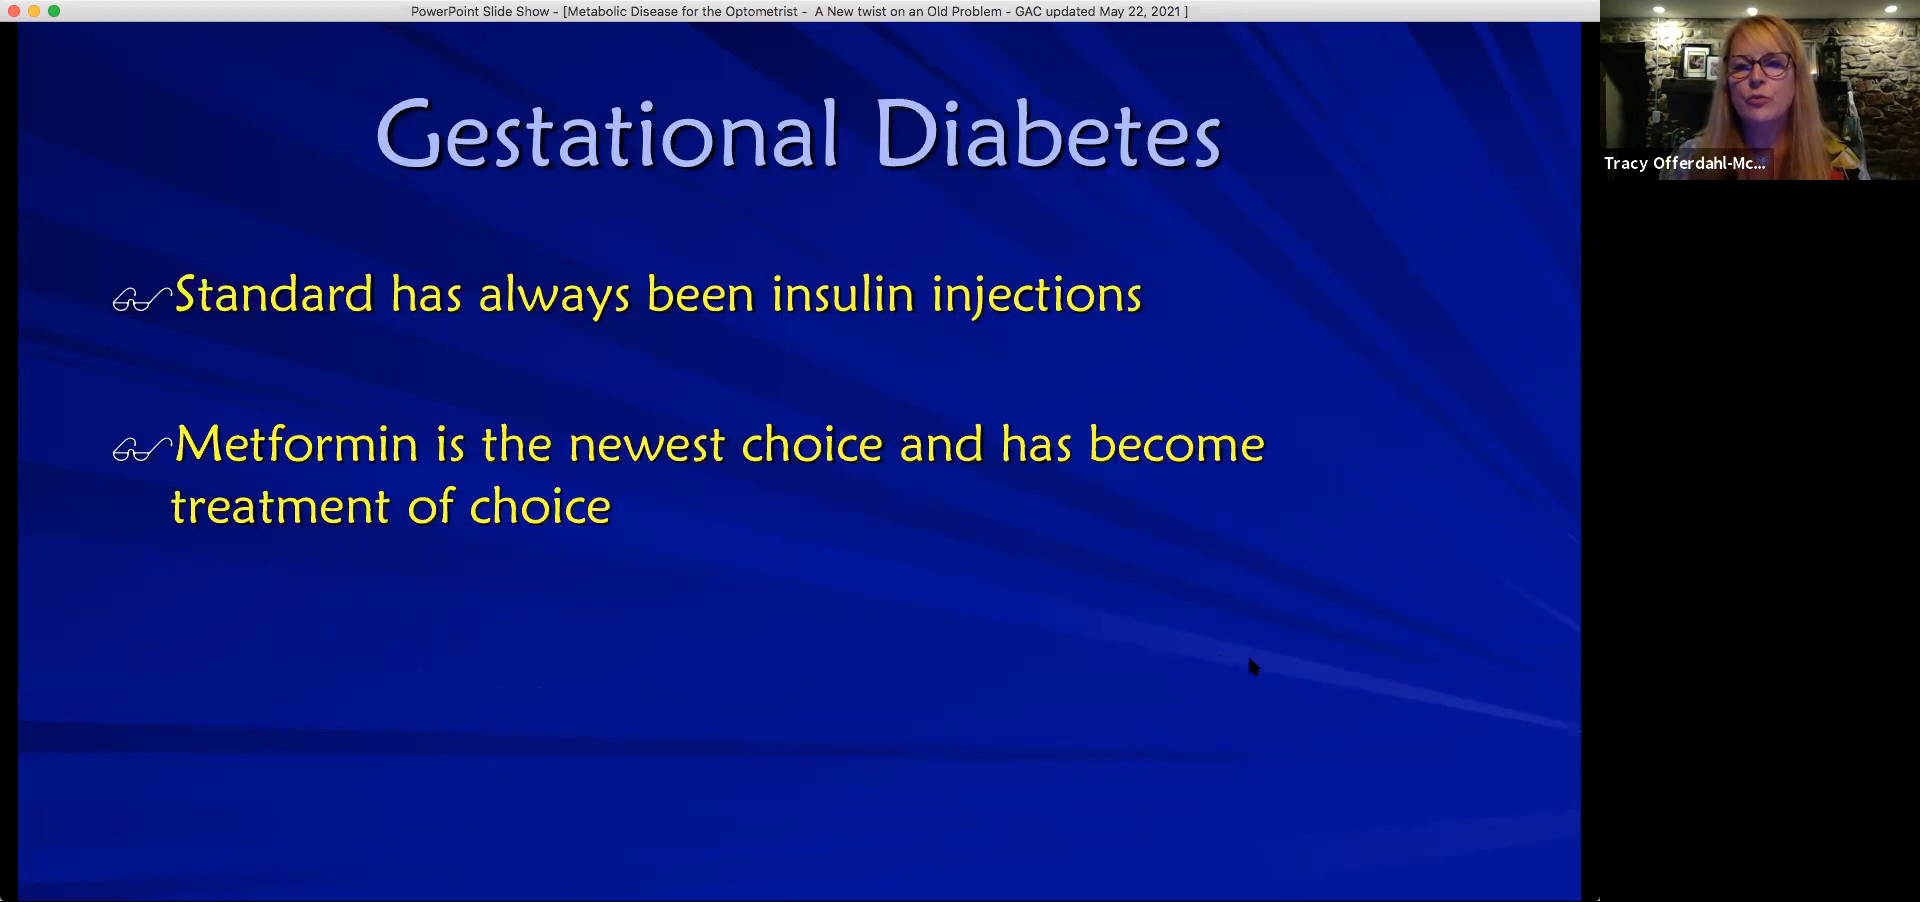 PowerPoint Slide Show - [Metabolic Disease for the Optometrist - A New twist on an Old Problem - GAC updated May 22, 2021 ]
Gestational Diabetes
Standard has always been insulin injections
Metformin is the newest choice and has become
treatment of choice
Tracy Offerdahl-Mc...